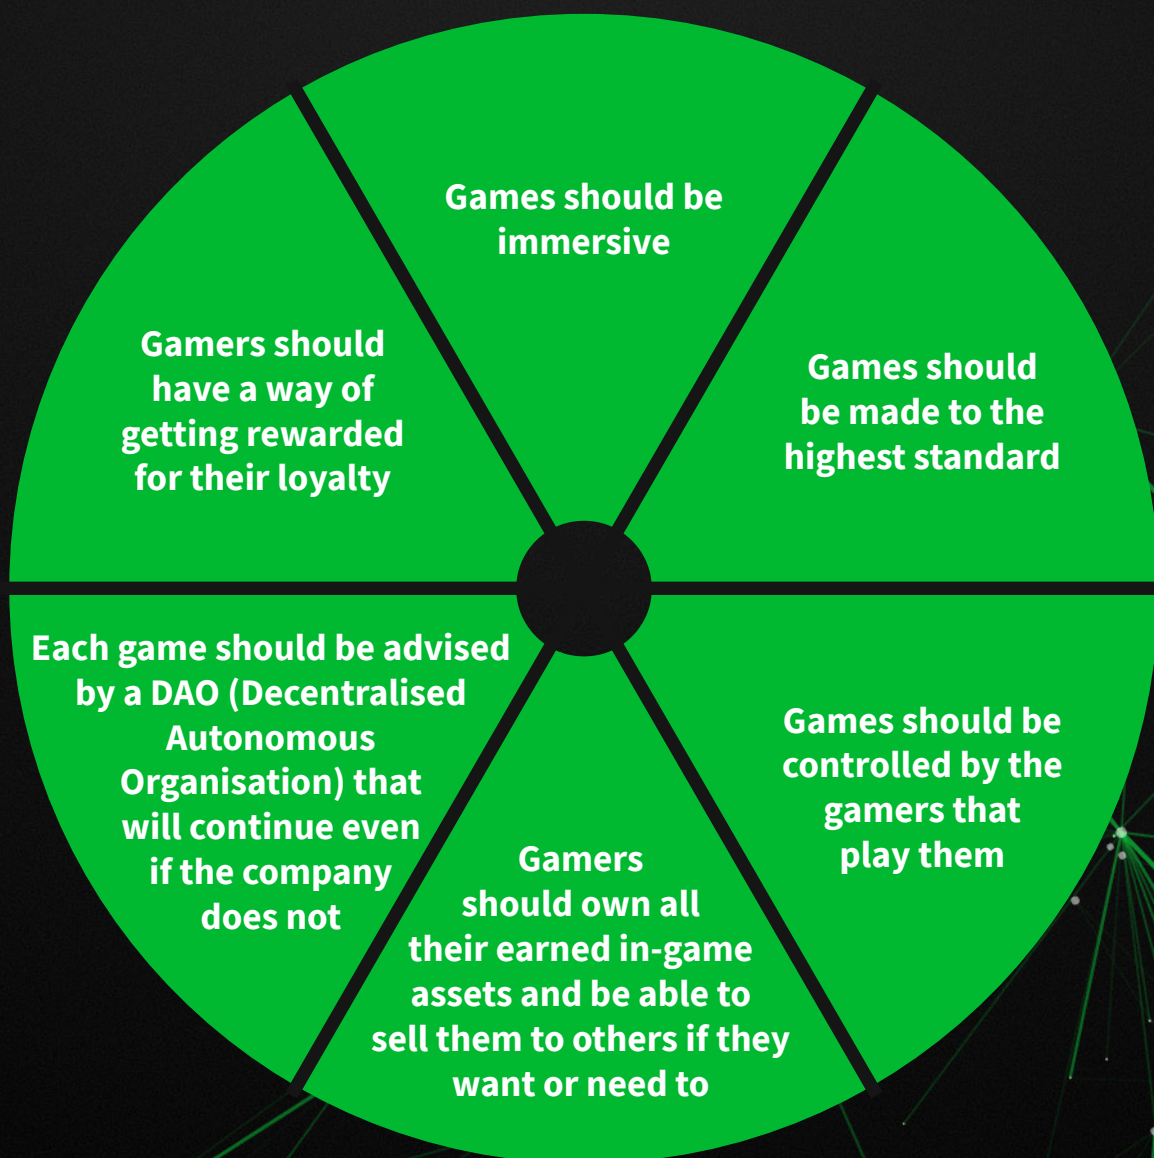 Games should be
immersive
Games should
be made to the
highest standard
Games should be
controlled by the
gamers that
play them
Gamers
should own all
their earned in-game
assets and be able to
sell them to others if they
want or need to
Each game should be advised
by a DAO (Decentralised
Autonomous
Organisation) that
will continue even
if the company
does not
Gamers should
have a way of
getting rewarded
for their loyalty